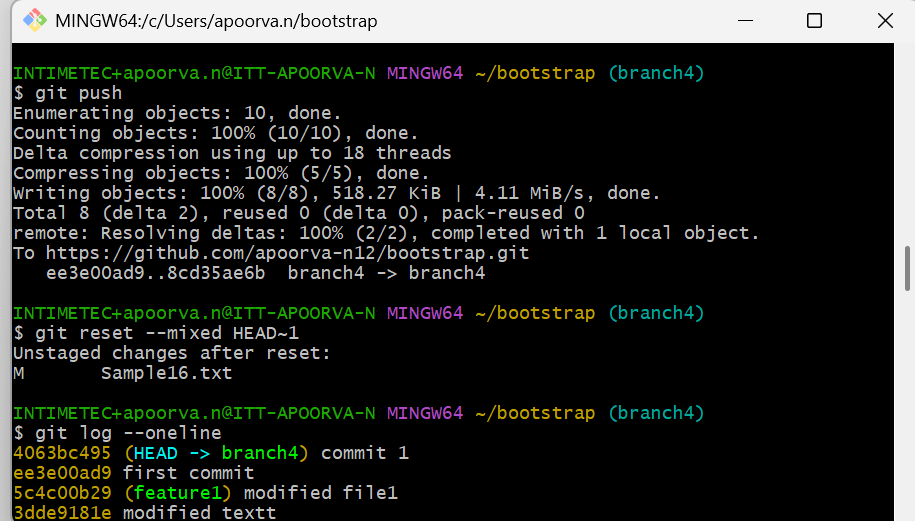 MINGW64:/c/Users/apoorva.n/bootstrap
INTIMETEC+apoorva.n@ITT-APOORVA-N MINGW64 ~/bootstrap (branch4)
$ git push
Enumerating objects: 10, done.
Counting objects: 100% (10/10), done.
Delta compression using up to 18 threads
Compressing objects: 100% (5/5), done.
Writing objects: 100% (8/8), 518.27 KiB | 4.11 MiB/s, done.
Total 8 (delta 2), reused 0 (delta 0), pack-reused 0
remote: Resolving deltas: 100% (2/2), completed with 1 local object.
To https://github.com/apoorva-n12/bootstrap.git
   ee3e00ad9..8cd35ae6b  branch4 -> branch4
INTIMETEC+apoorva.n@ITT-APOORVA-N MINGW64 ~/bootstrap (branch4)
$ git reset --mixed HEAD~1
Unstaged changes after reset:
M       Sample16.txt
INTIMETEC+apoorva.n@ITT-APOORVA-N MINGW64 ~/bootstrap (branch4)
$ git log --oneline
4063bc495 (HEAD -> branch4) commit 1
ee3e00ad9 first commit
5c4c00b29 (feature1) modified file1
3dde9181e modified textt